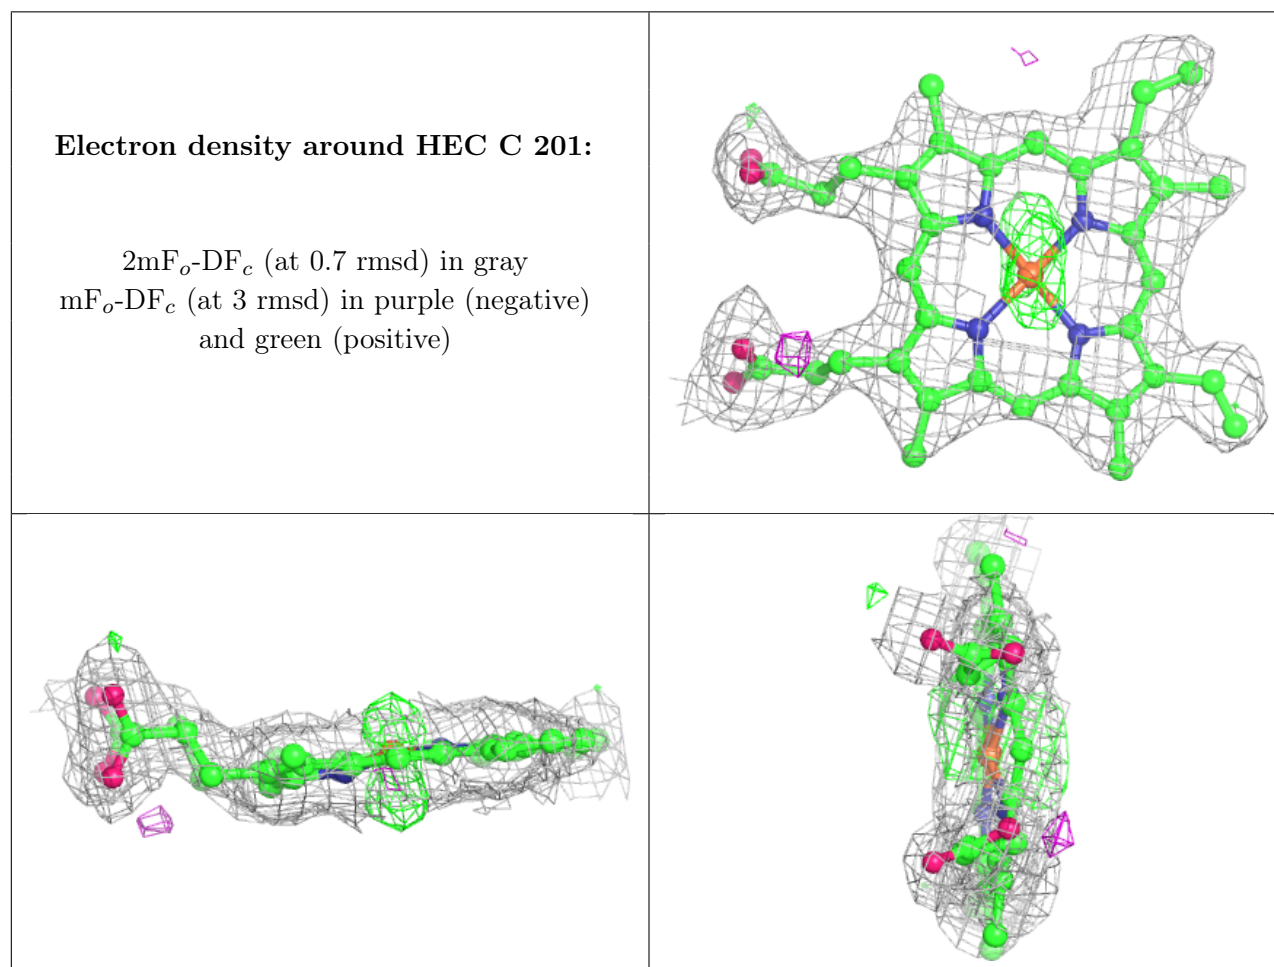 Electron density around HEC C 201:
2mFo-DFc (at 0.7 rmsd) in gray
mFo-DFc (at 3 rmsd) in purple (negative)
and green (positive)